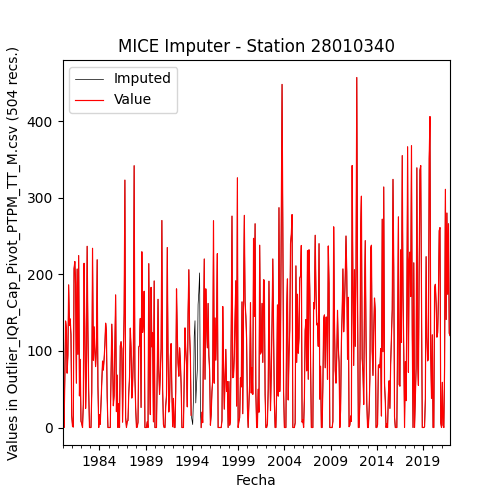 MICE Imputer - Station 28010340
Values in Outlier_IQR_Cap_Pivot_PTPM_TT_M.csv (504 recs.)
Imputed
Value
400
300
200
100
0
1984 1989 1994 1999 2004 2009 2014 2019
Fecha